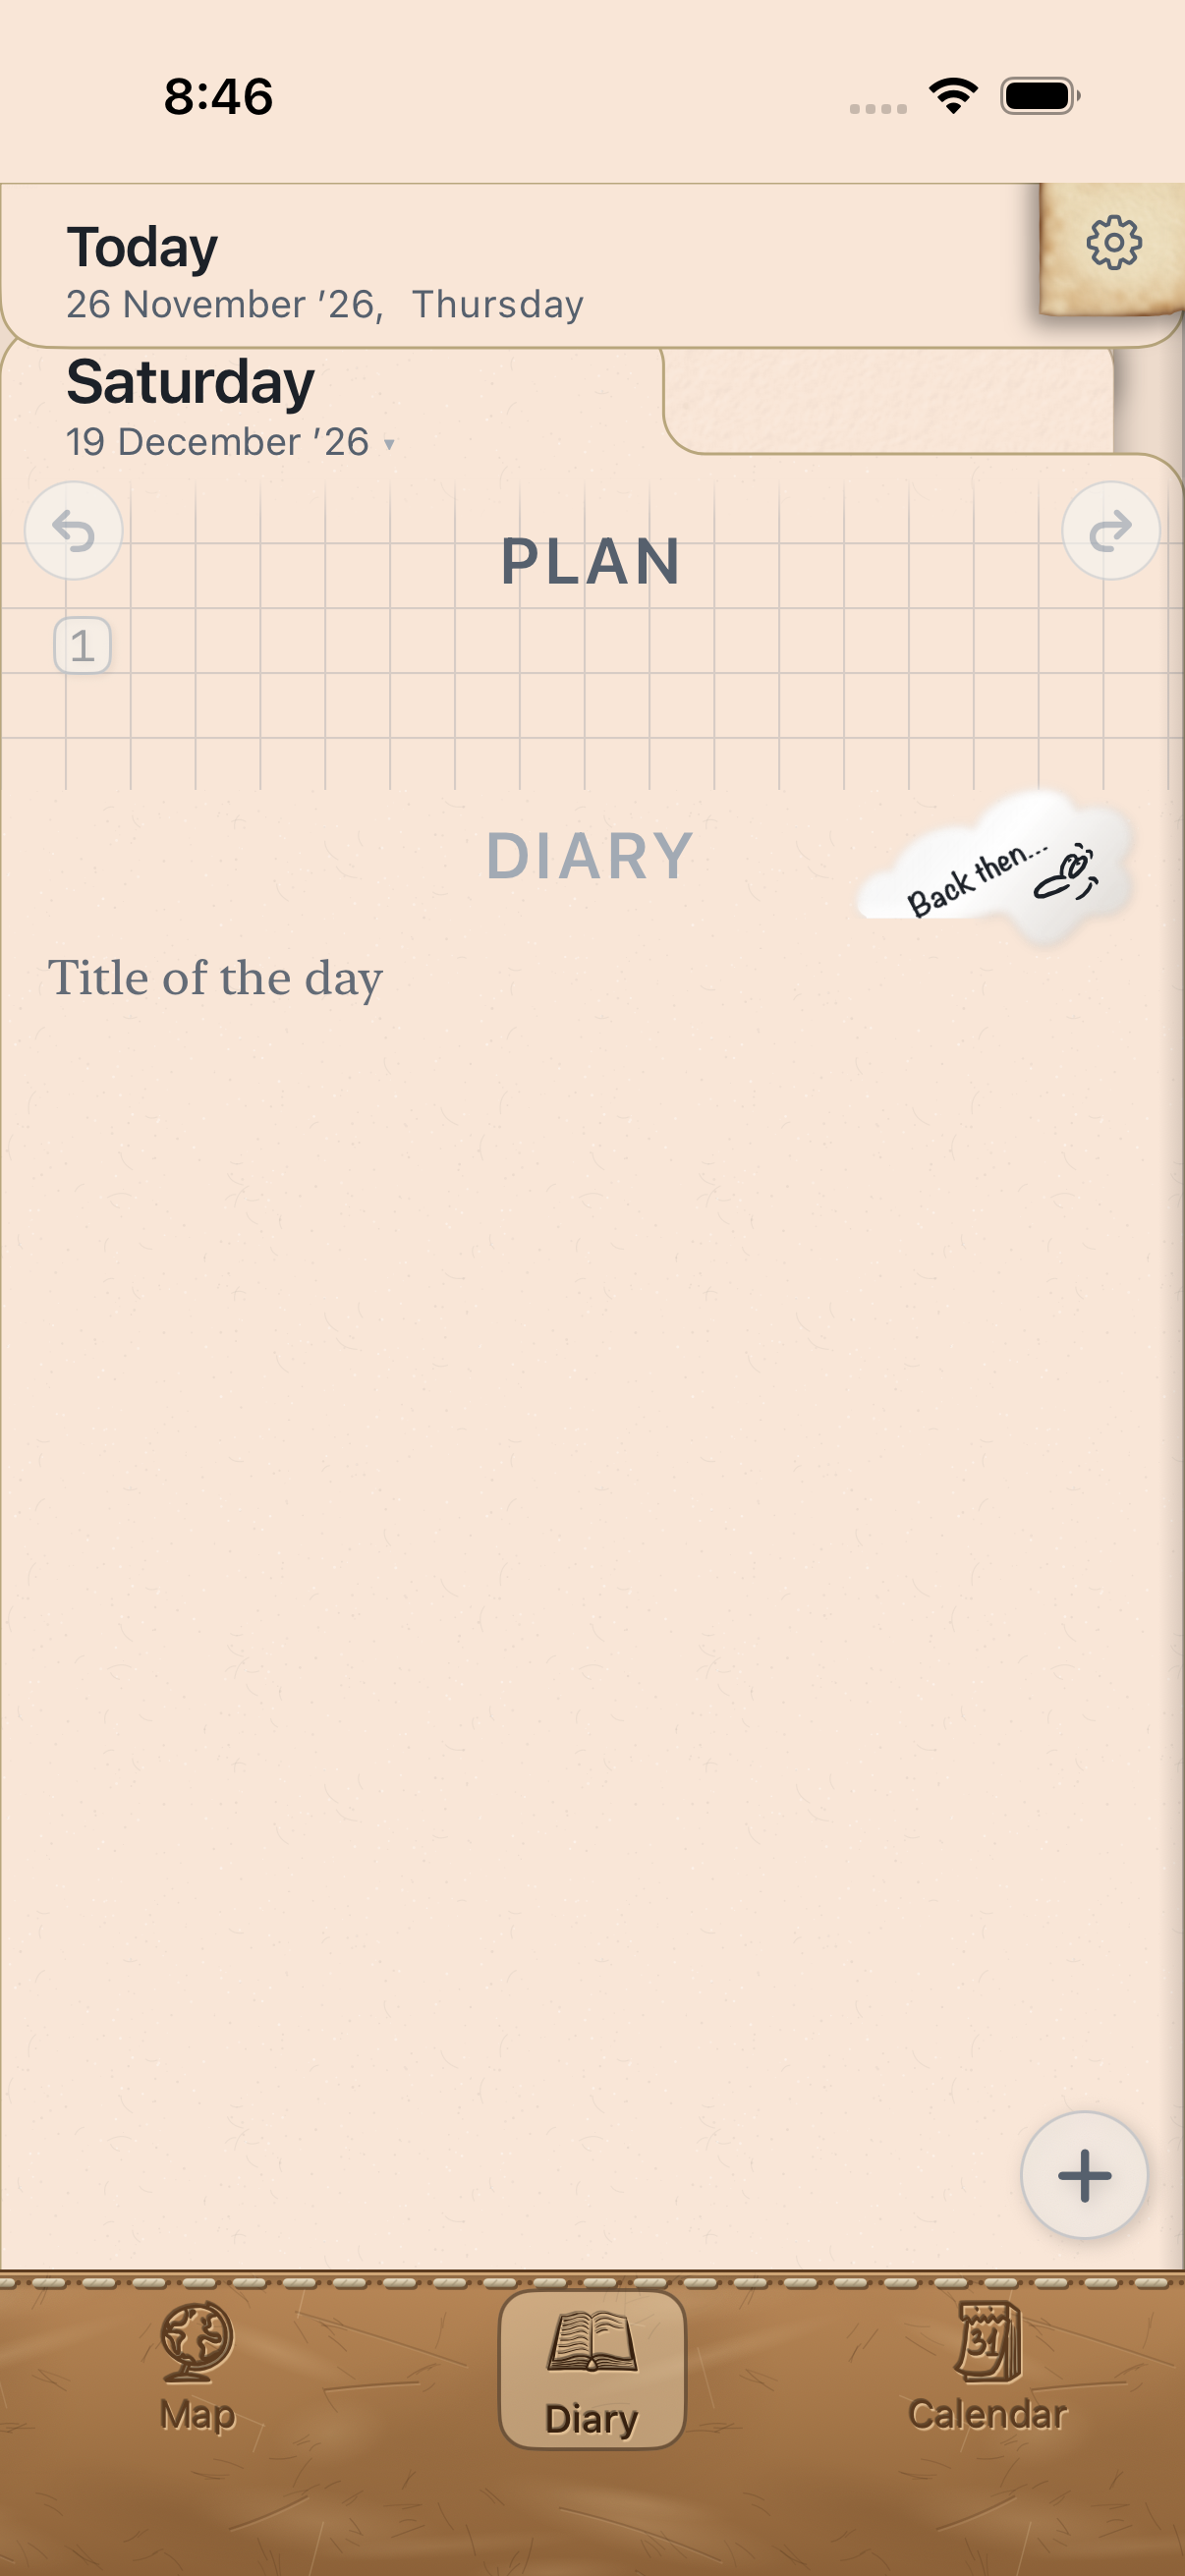 8:46
Today
26 November ’26, Thursday
Saturday
19 December ’26 ▾
PLAN
1
DIARY
Back then...
Title of the day
31
Map
Diary
Calendar